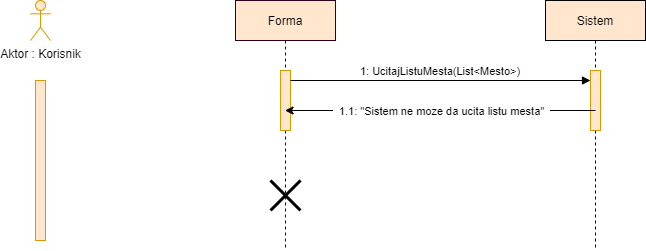 Forma
Sistem
Aktor : Korisnik
1: UcitajListuMesta(List<Mesto>)
1.1: "Sistem ne moze da ucita listu mesta"